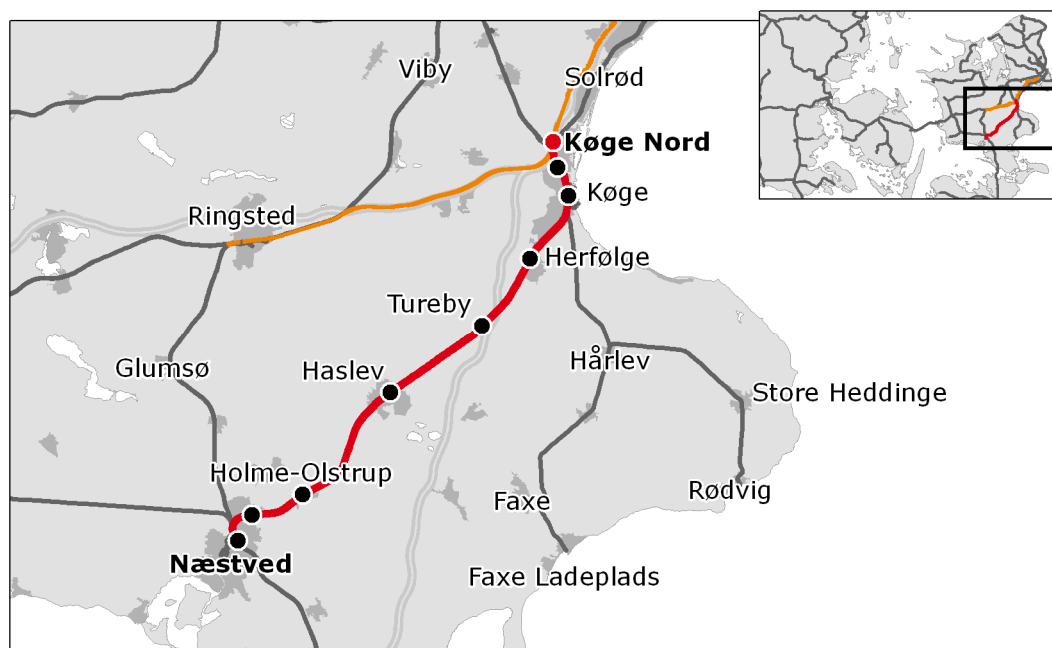 Viby
Solrød
Køge Nord
Køge
Ringsted
Herfølge
Tureby
Hårlev
Glumsø
Haslev
Store Heddinge
Holme-Olstrup
Rødvig
Faxe
Næstved
Faxe Ladeplads